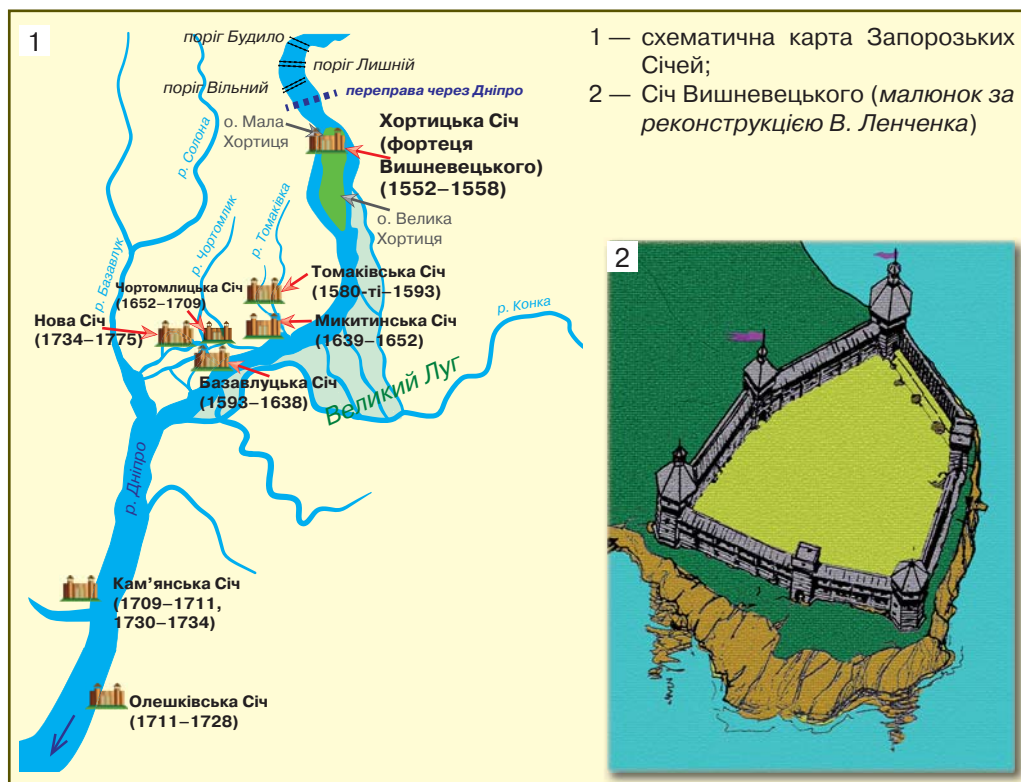 1
поріг Будило
поріг Лишній
поріг Вільний
переправа через Дніпро
о. Мала
Хортиця
Хортицька Січ
(фортеця
Вишневецького)
(1552–1558)
р. Солона
о. Велика
Хортиця
р. Базавлук
р. Чортомлик
р. Томаківка
Чортомлицька Січ
(1652–1709)
Томаківська Січ
(1580-ті–1593)
Нова Січ
(1734–1775)
Микитинська Січ
(1639–1652)
р. Конка
Базавлуцька Січ
(1593–1638)
Великий Луг
р. Дніпро
Кам’янська Січ
(1709–1711,
1730–1734)
Олешківська Січ
(1711–1728)
1 — схематична карта Запорозьких
Січей;
2 — Січ Вишневецького (малюнок за
реконструкцією В. Ленченка)
2